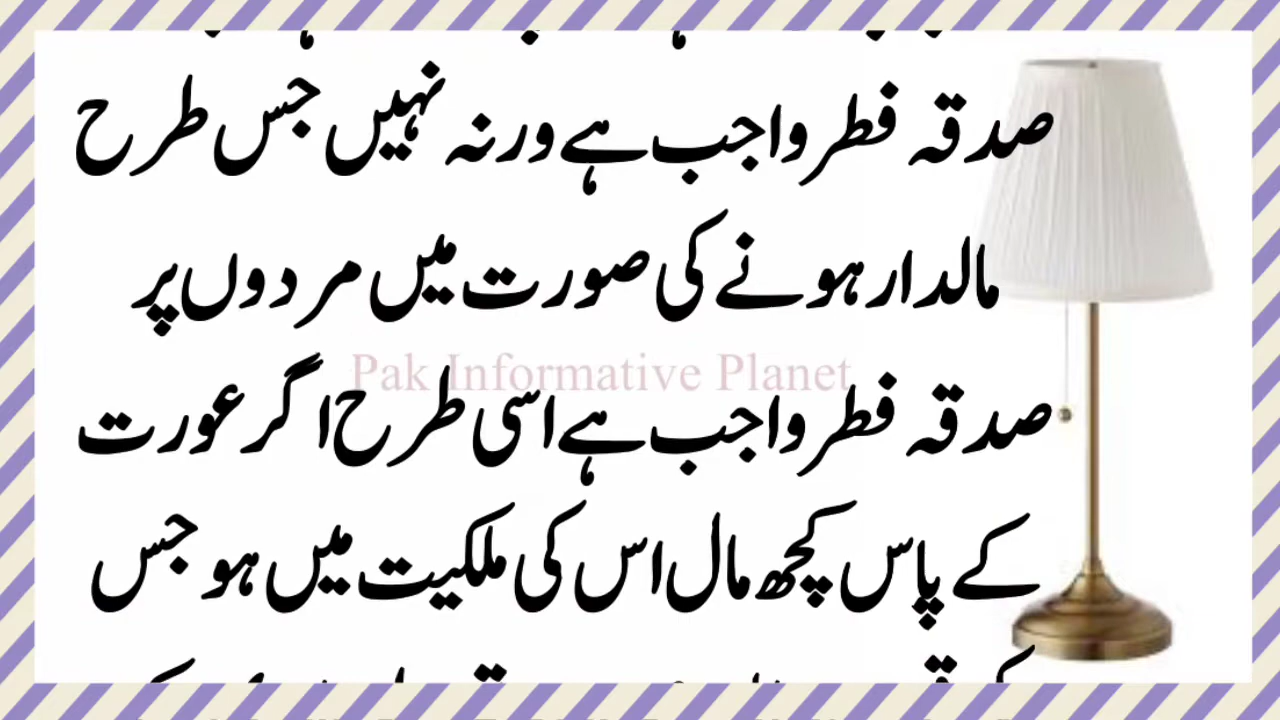 صدقہ فطر واجب ہے ورنہ نہیں جس طرح
مالدار ہونے کی صورت میں مردوں پر
Pak Informative Planet
صدقہ فطر واجب ہے اسی طرح اگر عورت
کے پاس کچھ مال اس کی ملکیت میں ہو جس